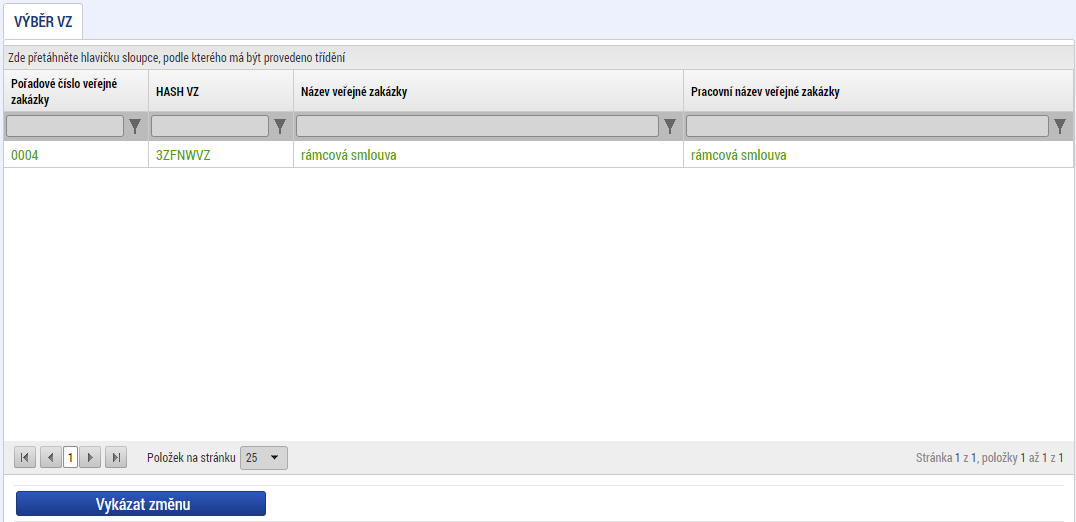 VÝBĚR VZ
Zde přetáhněte hlavičku sloupce, podle kterého má být provedeno třídění
Pořadové číslo veřejné
zakázky
HASH VZ
Název veřejné zakázky
Pracovní název veřejné zakázky
0004
3ZFNWVZ
rámcová smlouva
rámcová smlouva
1
Položek na stránku
25
Stránka 1 z 1, položky 1 až 1 z 1
Vykázat změnu